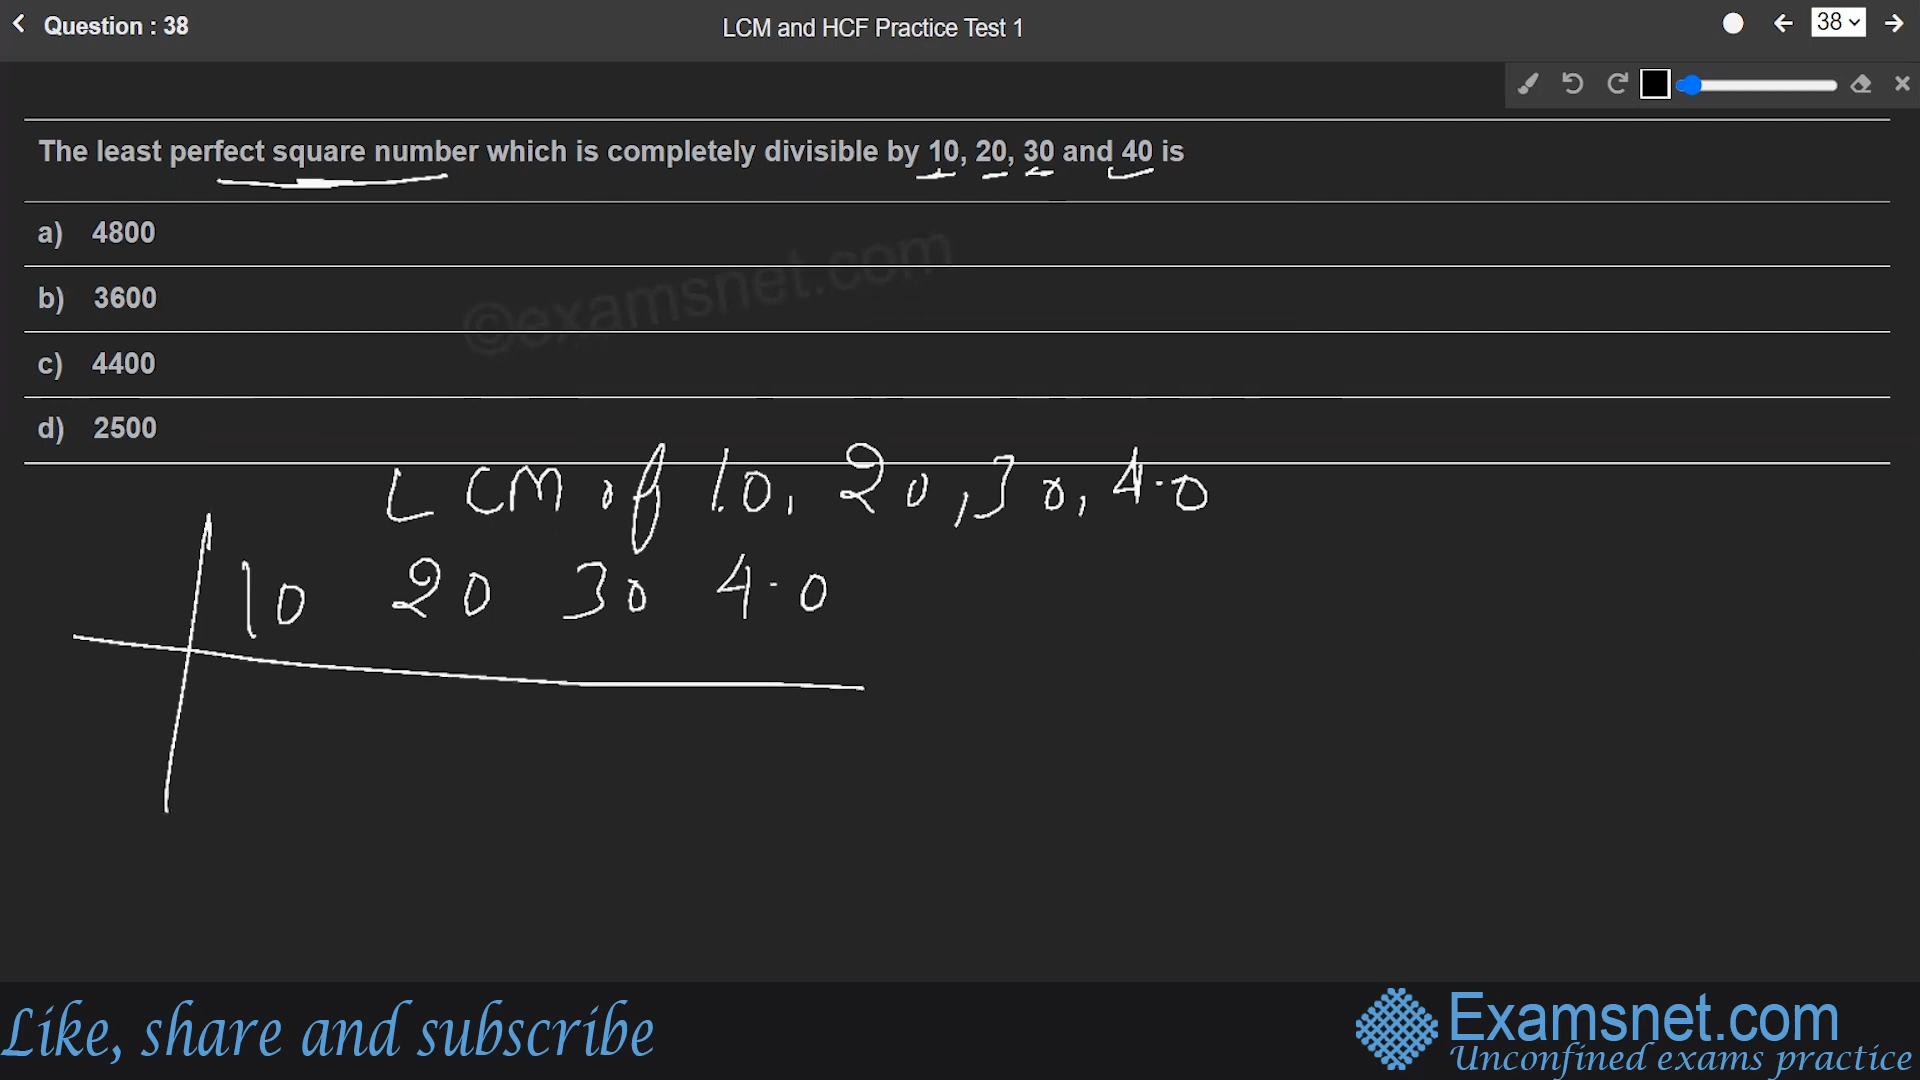 Question : 38
LCM and HCF Practice Test 1
38
The least perfect square number which is completely divisible by 10, 20, 30 and 40 is
a) 4800
b) 3600
c) 4400
d) 2500
©examsnet.com
LCM of 10, 20, 30, 40
10 20 30 40
Like, share and subscribe
Examsnet.com
Unconfined exams practice